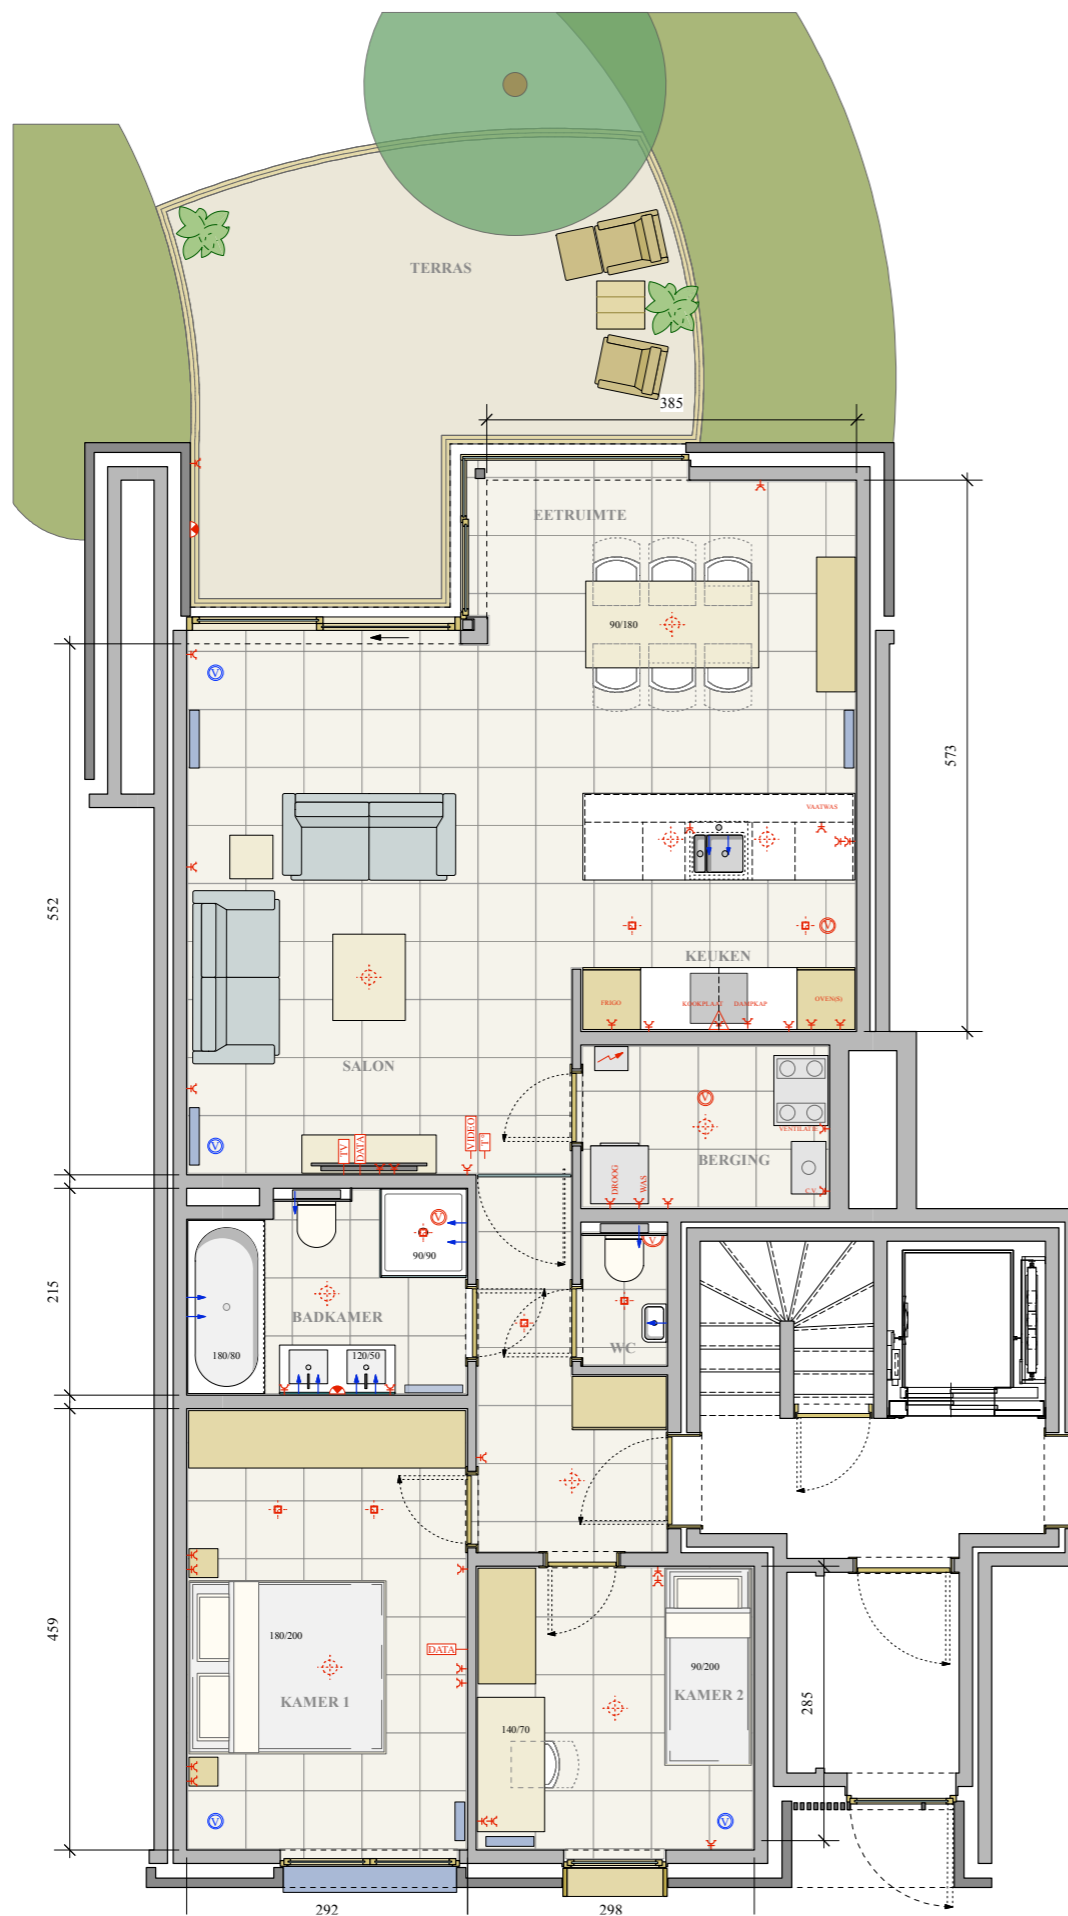 TERRAS
385
EETRUIMTE
90/180
573
VAATWAS
552
KEUKEN
FRIGO
KOOKPLAAT
DAMPKAP
OVEN(S)
SALON
VIDEO
T°
TV
DATA
VENTILATIE
BERGING
DROOG
WAS
C.V.
215
90/90
BADKAMER
WC
180/80
120/50
459
180/200
DATA
KAMER 1
90/200
KAMER 2
285
140/70
292
298
V
V
V
V
V
V
V
V